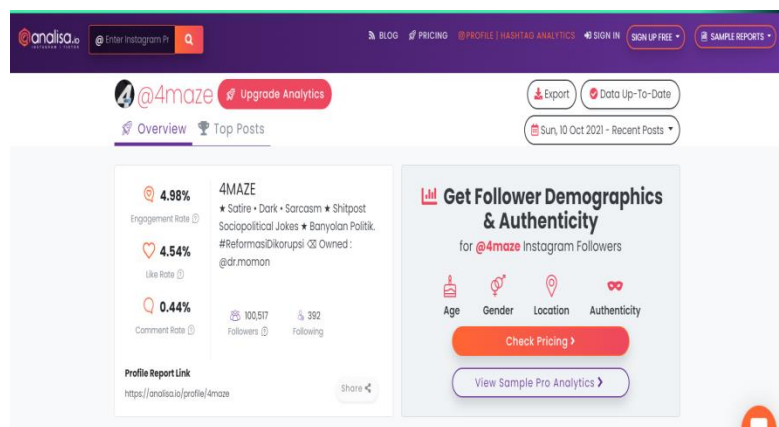 analisa.io
INSTAGRAM | TIKTOK
@ Enter Instagram Pr
BLOG
PRICING
@PROFILE | HASHTAG ANALYTICS
SIGN IN
SIGN UP FREE
SAMPLE REPORTS
@4maze
Upgrade Analytics
Export
Data Up-To-Date
Overview
Top Posts
Sun, 10 Oct 2021 - Recent Posts
4.98%
Engagement Rate
4.54%
Like Rate
0.44%
Comment Rate
4MAZE
★ Satire • Dark • Sarcasm ★ Shitpost
Sociopolitical Jokes ★ Banyolan Politik.
#ReformasiDikorupsi ⌫ Owned :
@dr.momon
100,517
Followers
392
Following
Profile Report Link
https://analisa.io/profile/4maze
Share
Get Follower Demographics
& Authenticity
for @4maze Instagram Followers
Age
Gender
Location
Authenticity
Check Pricing >
View Sample Pro Analytics >